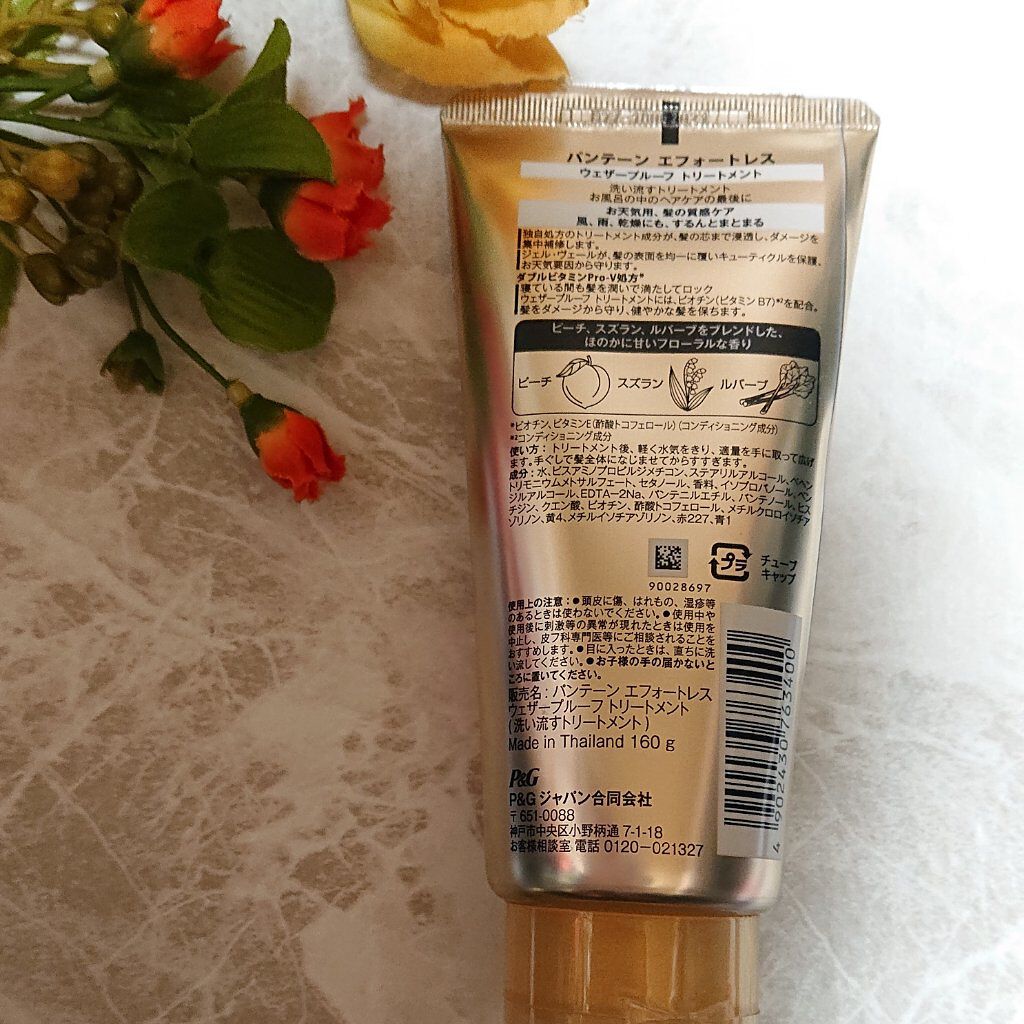 パンテーン エフォートレス
ウェザープルーフ トリートメント
洗い流すトリートメント
お風呂の中のヘアケアの最後に
お天気用、髪の質感ケア
風、雨、乾燥にも、するんとまとまる
独自処方のトリートメント成分が、髪の芯まで浸透し、ダメージを
集中補修します。
ジェル・ヴェールが、髪の表面を均一に覆いキューティクルを保護、
お天気要因から守ります。
ダブルビタミンPro-V処方*
寝ている間も髪を潤いで満たしてロック
ウェザープルーフ トリートメントには、ビオチン(ビタミン B7)*²を配合。
髪をダメージから守り、健やかな髪を保ちます。
ピーチ、スズラン、ルバーブをブレンドした、
ほのかに甘いフローラルな香り
ピーチ スズラン ルバーブ
*ビオチン、ビタミンE(酢酸トコフェロール)(コンディショニング成分)
*²コンディショニング成分
使い方:トリートメント後、軽く水気をきり、適量を手に取って広げ
ます。手ぐしで髪全体になじませてからすすぎます。
成分:水、ビスアミノプロピルジメチコン、ステアリルアルコール、ベヘン
トリモニウムメトサルフェート、セタノール、香料、イソプロパノール、ベン
ジルアルコール、EDTA-2Na、パンテニルエチル、パンテノール、ヒス
チジン、クエン酸、ビオチン、酢酸トコフェロール、メチルクロロイソチア
ゾリノン、黄4、メチルイソチアゾリノン、赤227、青1
プラ
チューブ
キャップ
90028697
使用上の注意:●頭皮に傷、はれもの、湿疹等
のあるときは使わないでください。●使用中や
使用後に刺激等の異常が現れたときは使用を
中止し、皮フ科専門医等にご相談されることを
おすすめします。●目に入ったときは、直ちに洗
い流してください。●お子様の手の届かないと
ころに置いてください。
販売名:パンテーン エフォートレス
ウェザープルーフ トリートメント
(洗い流すトリートメント)
Made in Thailand 160 g
P&G
P&G ジャパン合同会社
〒651-0088
神戸市中央区小野柄通 7-1-18
お客様相談室 電話 0120-021327
4 902430 763400